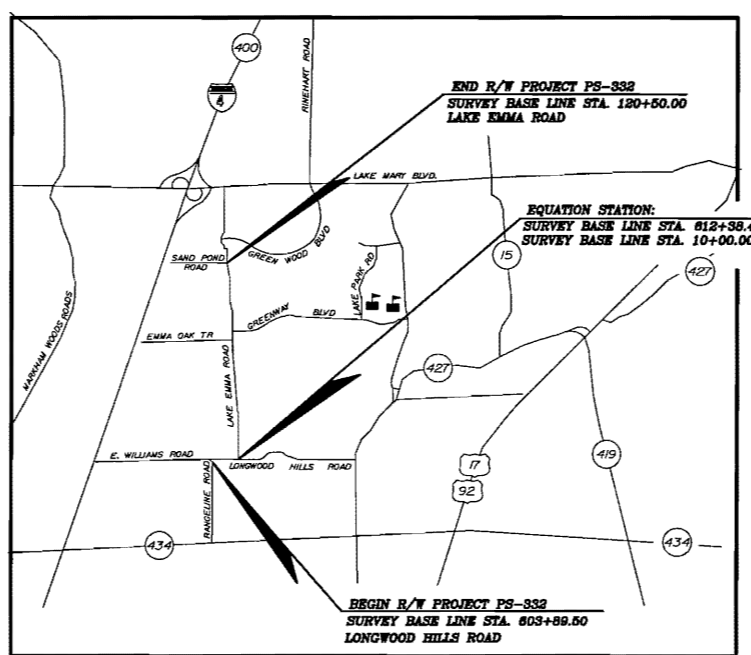 400
4
RINEHART ROAD
END R/W PROJECT PS-332
SURVEY BASE LINE STA. 120+50.00
LAKE EMMA ROAD
LAKE MARY BLVD.
EQUATION STATION:
SURVEY BASE LINE STA. 612+38.4
SURVEY BASE LINE STA. 10+00.00
15
427
SAND POND
ROAD
GREEN WOOD BLVD
LAKE PARK RD
MARKHAM WOODS ROADS
GREENWAY BLVD
EMMA OAK TR
LAKE EMMA ROAD
427
E. WILLIAMS ROAD
LONGWOOD HILLS ROAD
RANGELINE ROAD
17
92
419
434
434
BEGIN R/W PROJECT PS-332
SURVEY BASE LINE STA. 603+89.50
LONGWOOD HILLS ROAD